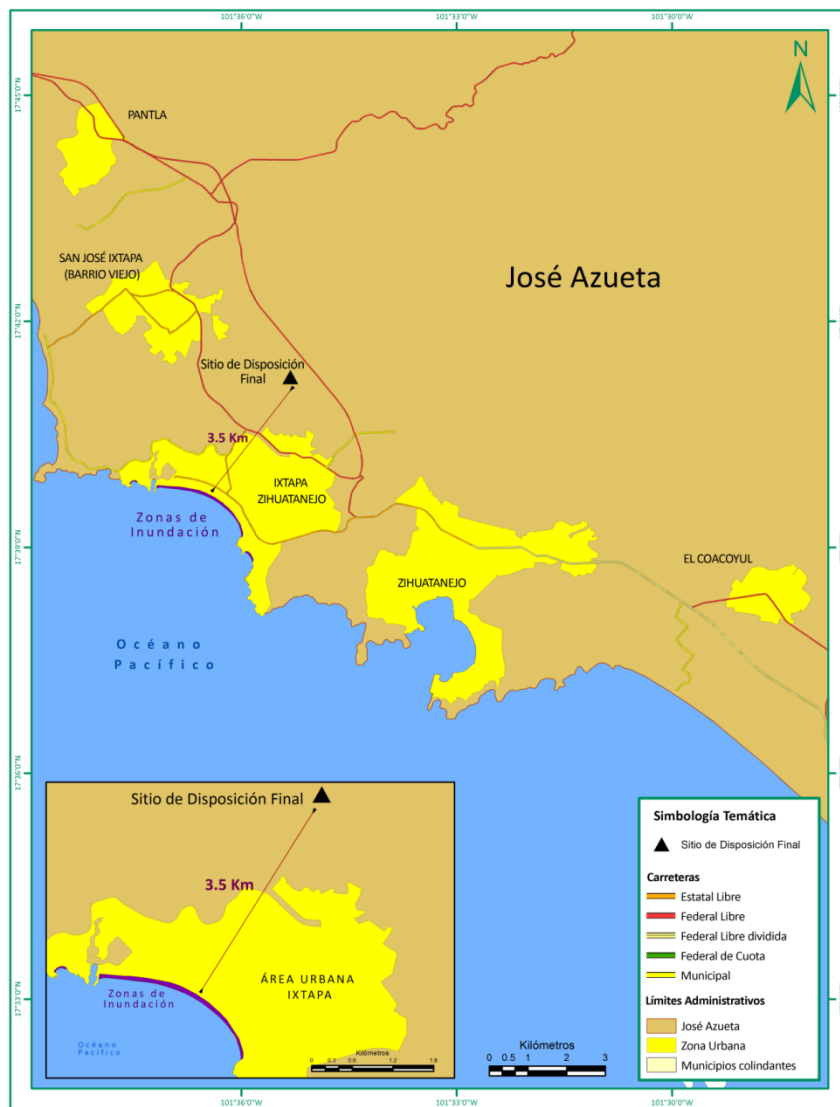 101°36'0"W
101°33'0"W
101°30'0"W
N
17°45'0"N
PANTLA
SAN JOSÉ IXTAPA
(BARRIO VIEJO)
José Azueta
17°42'0"N
Sitio de Disposición
Final
3.5 Km
IXTAPA
ZIHUATANEJO
Zonas de
Inundación
17°39'0"N
EL COACOYUL
ZIHUATANEJO
Océano
Pacífico
17°36'0"N
Sitio de Disposición Final
3.5 Km
ÁREA URBANA
IXTAPA
Zonas de
Inundación
17°33'0"N
Océano
Pacífico
Kilómetros
0 0.3 0.6 1.2 1.8
Kilómetros
0 0.5 1 2 3
Simbología Temática
Sitio de Disposición Final
Carreteras
Estatal Libre
Federal Libre
Federal Libre dividida
Federal de Cuota
Municipal
Límites Administrativos
José Azueta
Zona Urbana
Municipios colindantes
101°36'0"W
101°33'0"W
101°30'0"W